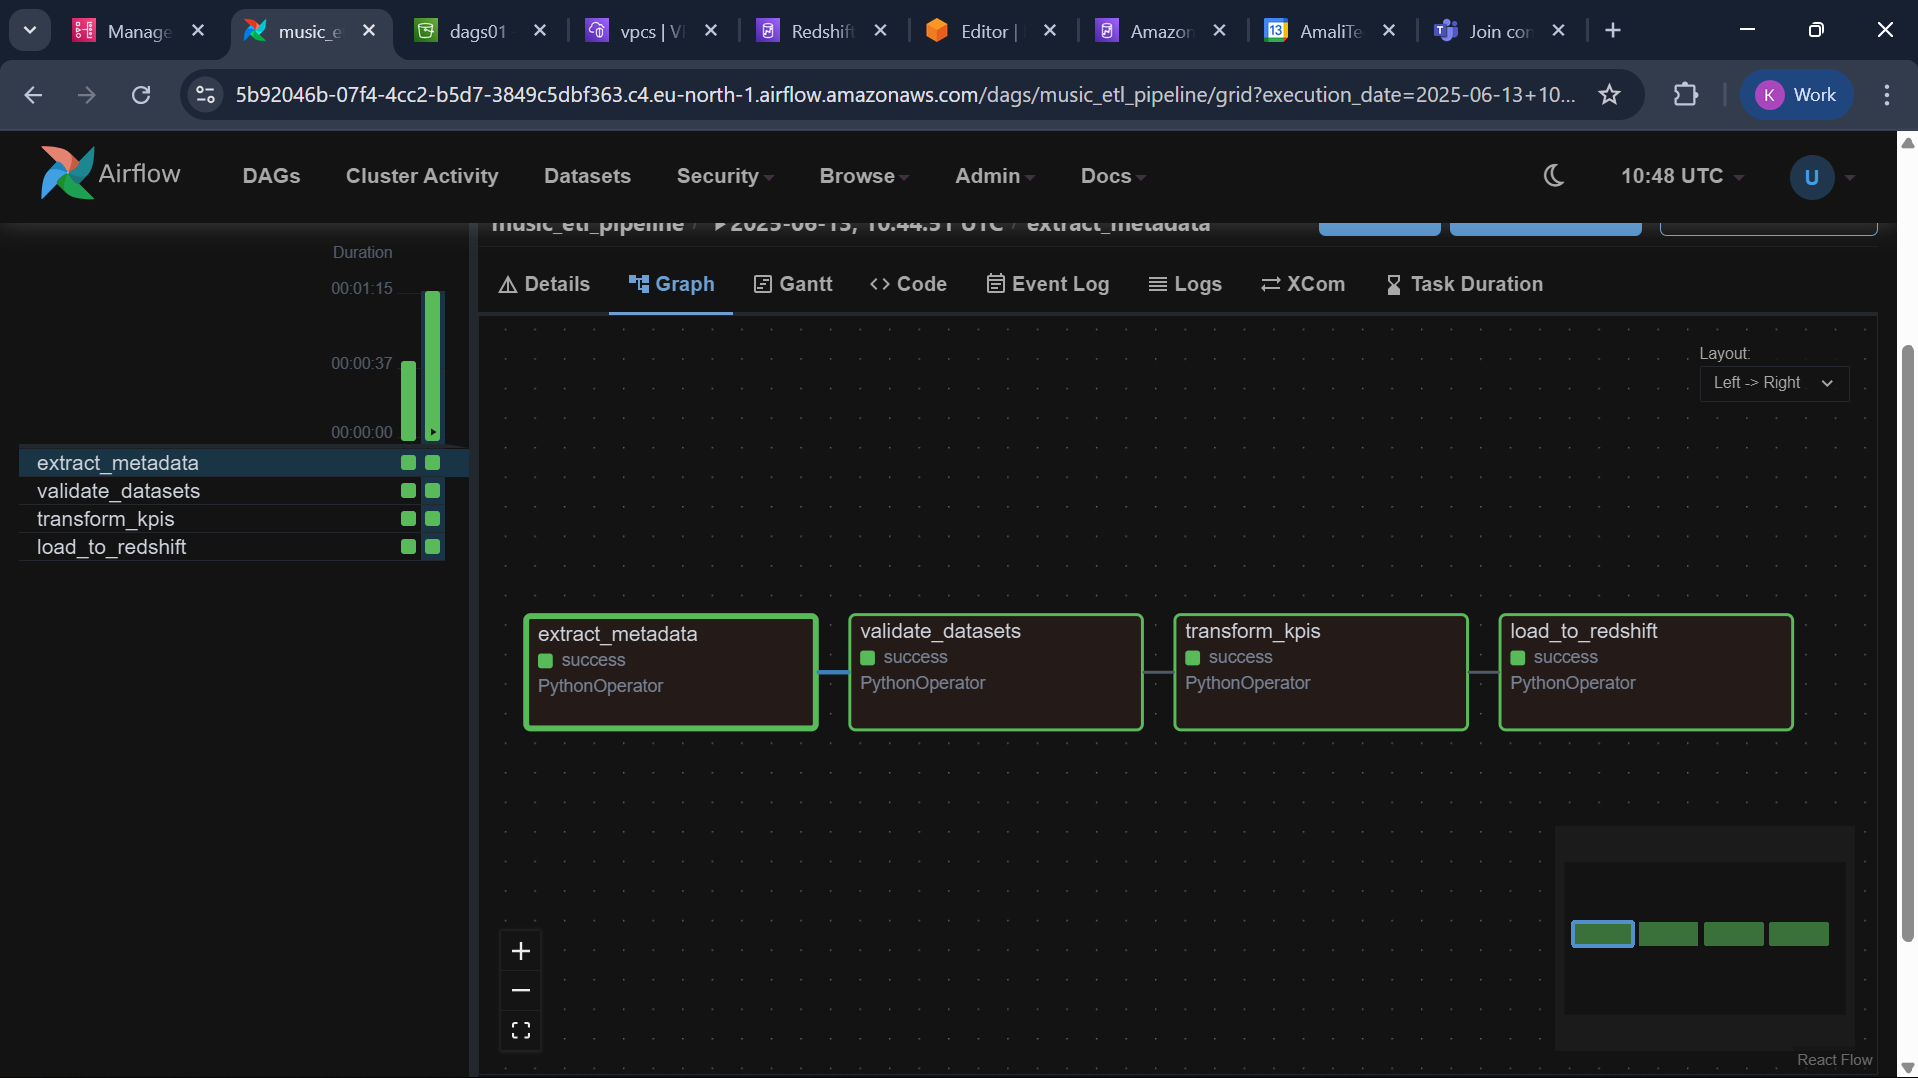 Manage
music_e
dags01
vpcs | V
Redshift
Editor |
Amazon
13
AmaliTe
Join con
5b92046b-07f4-4cc2-b5d7-3849c5dbf363.c4.eu-north-1.airflow.amazonaws.com/dags/music_etl_pipeline/grid?execution_date=2025-06-13+10...
K
Work
Airflow
DAGs
Cluster Activity
Datasets
Security
Browse
Admin
Docs
10:48 UTC
U
music_etl_pipeline / 2025-06-13, 10:44:51 UTC / extract_metadata
Duration
00:01:15
00:00:37
00:00:00
extract_metadata
validate_datasets
transform_kpis
load_to_redshift
Details
Graph
Gantt
Code
Event Log
Logs
XCom
Task Duration
Layout:
Left -> Right
extract_metadata
success
PythonOperator
validate_datasets
success
PythonOperator
transform_kpis
success
PythonOperator
load_to_redshift
success
PythonOperator
React Flow